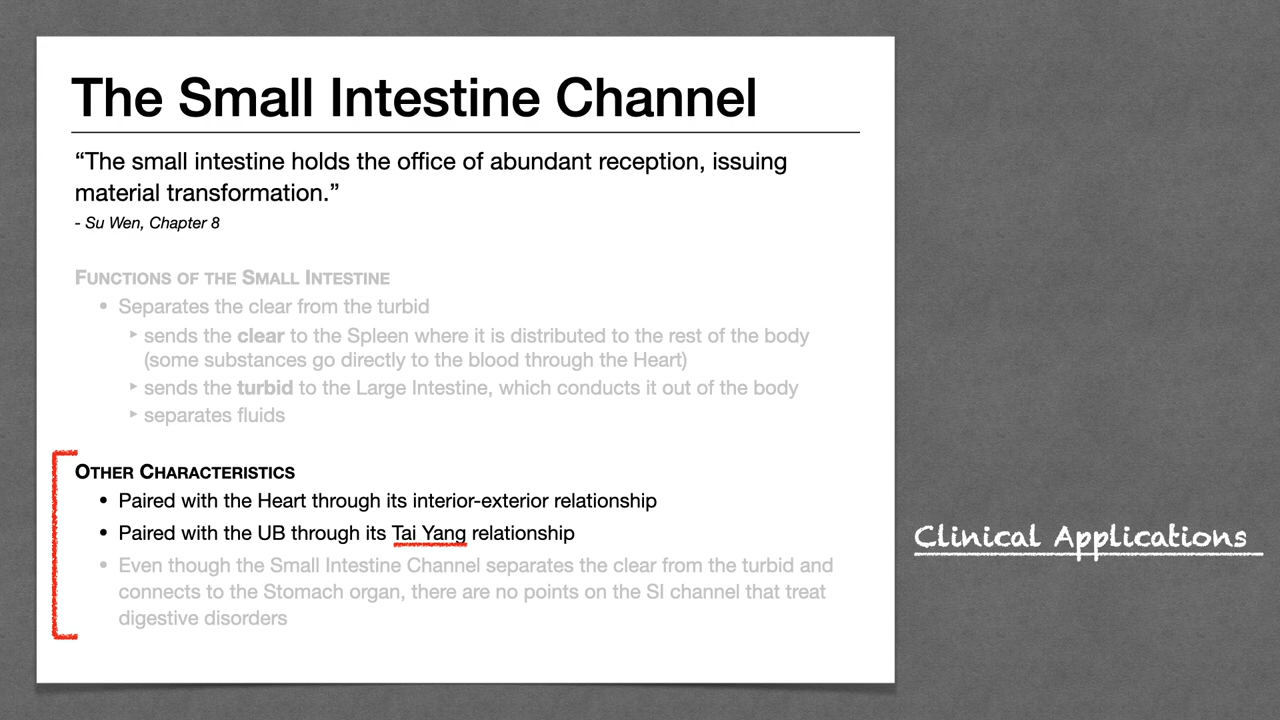 The Small Intestine Channel
“The small intestine holds the office of abundant reception, issuing
material transformation.”
- Su Wen, Chapter 8
FUNCTIONS OF THE SMALL INTESTINE
• Separates the clear from the turbid
‣ sends the clear to the Spleen where it is distributed to the rest of the body
(some substances go directly to the blood through the Heart)
‣ sends the turbid to the Large Intestine, which conducts it out of the body
‣ separates fluids
OTHER CHARACTERISTICS
• Paired with the Heart through its interior-exterior relationship
• Paired with the UB through its Tai Yang relationship
• Even though the Small Intestine Channel separates the clear from the turbid and
connects to the Stomach organ, there are no points on the SI channel that treat
digestive disorders
Clinical Applications